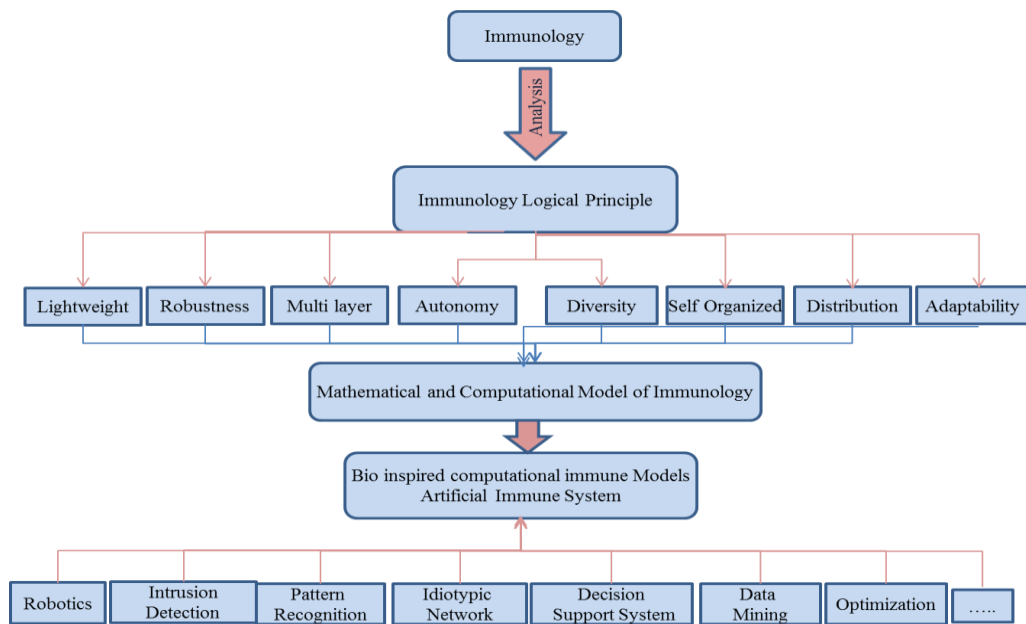 Immunology
Analysis
Immunology Logical Principle
Lightweight
Robustness
Multi layer
Autonomy
Diversity
Self Organized
Distribution
Adaptability
Mathematical and Computational Model of Immunology
Bio inspired computational immune Models
Artificial Immune System
Robotics
Intrusion
Detection
Pattern
Recognition
Idiotypic
Network
Decision
Support System
Data
Mining
Optimization
…..